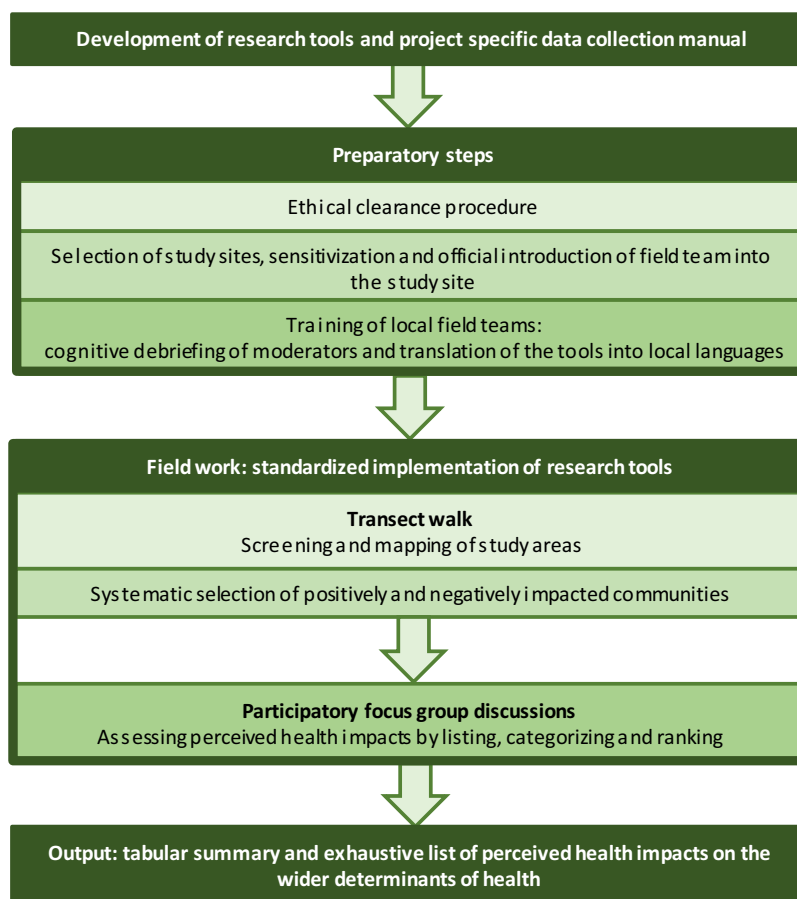 Development of research tools and project specific data collection manual
Preparatory steps
Ethical clearance procedure
Selection of study sites, sensitivization and official introduction of field team into
the study site
Training of local field teams:
cognitive debriefing of moderators and translation of the tools into local languages
Field work: standardized implementation of research tools
Transect walk
Screening and mapping of study areas
Systematic selection of positively and negatively impacted communities
Participatory focus group discussions
Assessing perceived health impacts by listing, categorizing and ranking
Output: tabular summary and exhaustive list of perceived health impacts on the
wider determinants of health